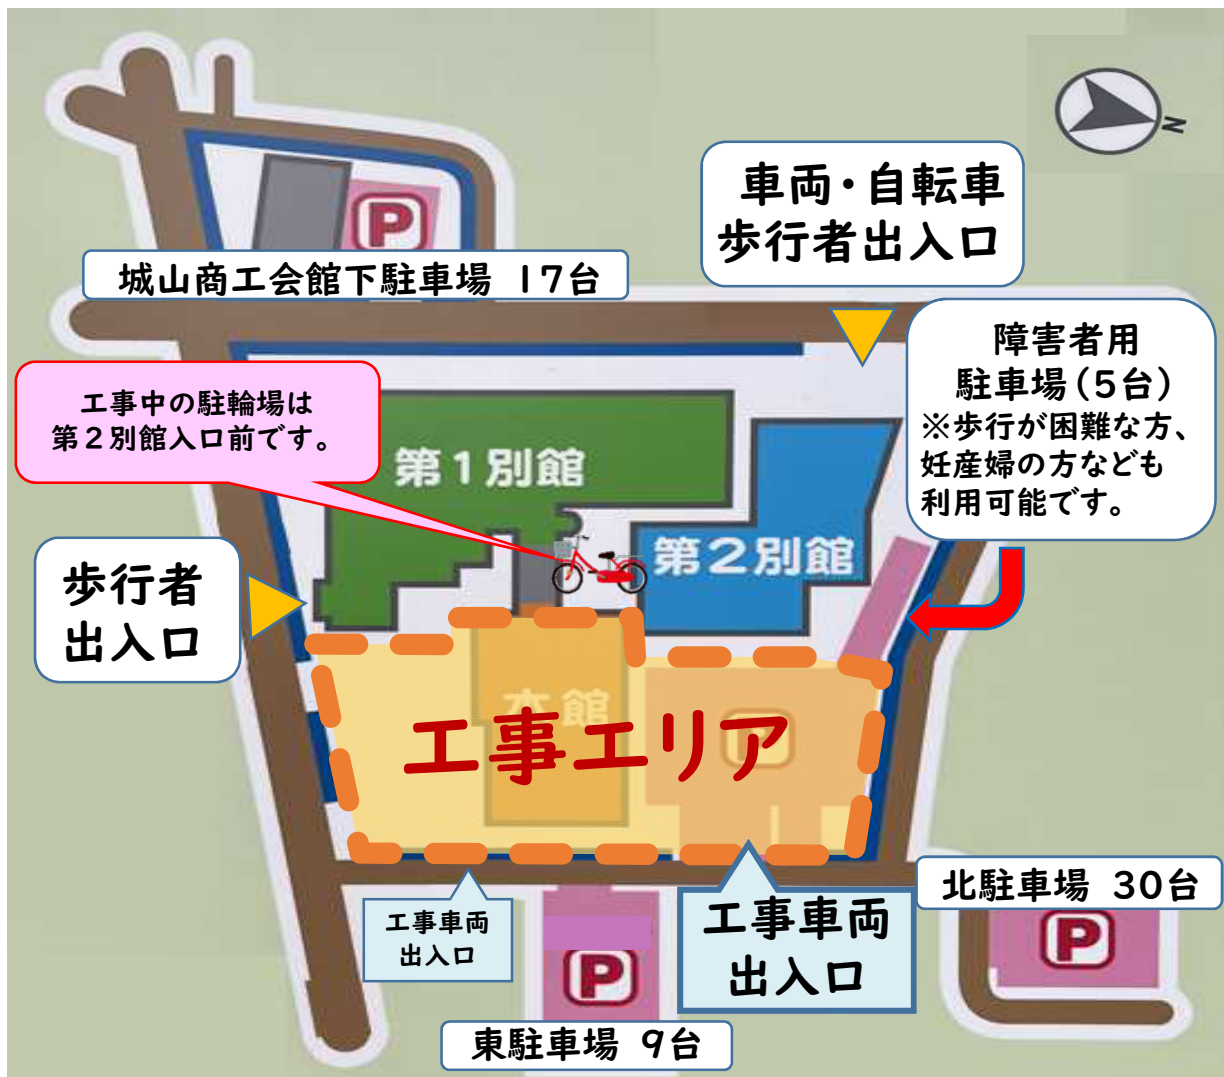 N
車両・自転車
歩行者出入口
P
城山商工会館下駐車場 17台
障害者用
駐車場(5台)
※歩行が困難な方、
妊産婦の方なども
利用可能です。
工事中の駐輪場は
第2別館入口前です。
第1別館
第2別館
歩行者
出入口
本館
P
工事エリア
北駐車場 30台
工事車両
出入口
工事車両
出入口
P
P
東駐車場 9台